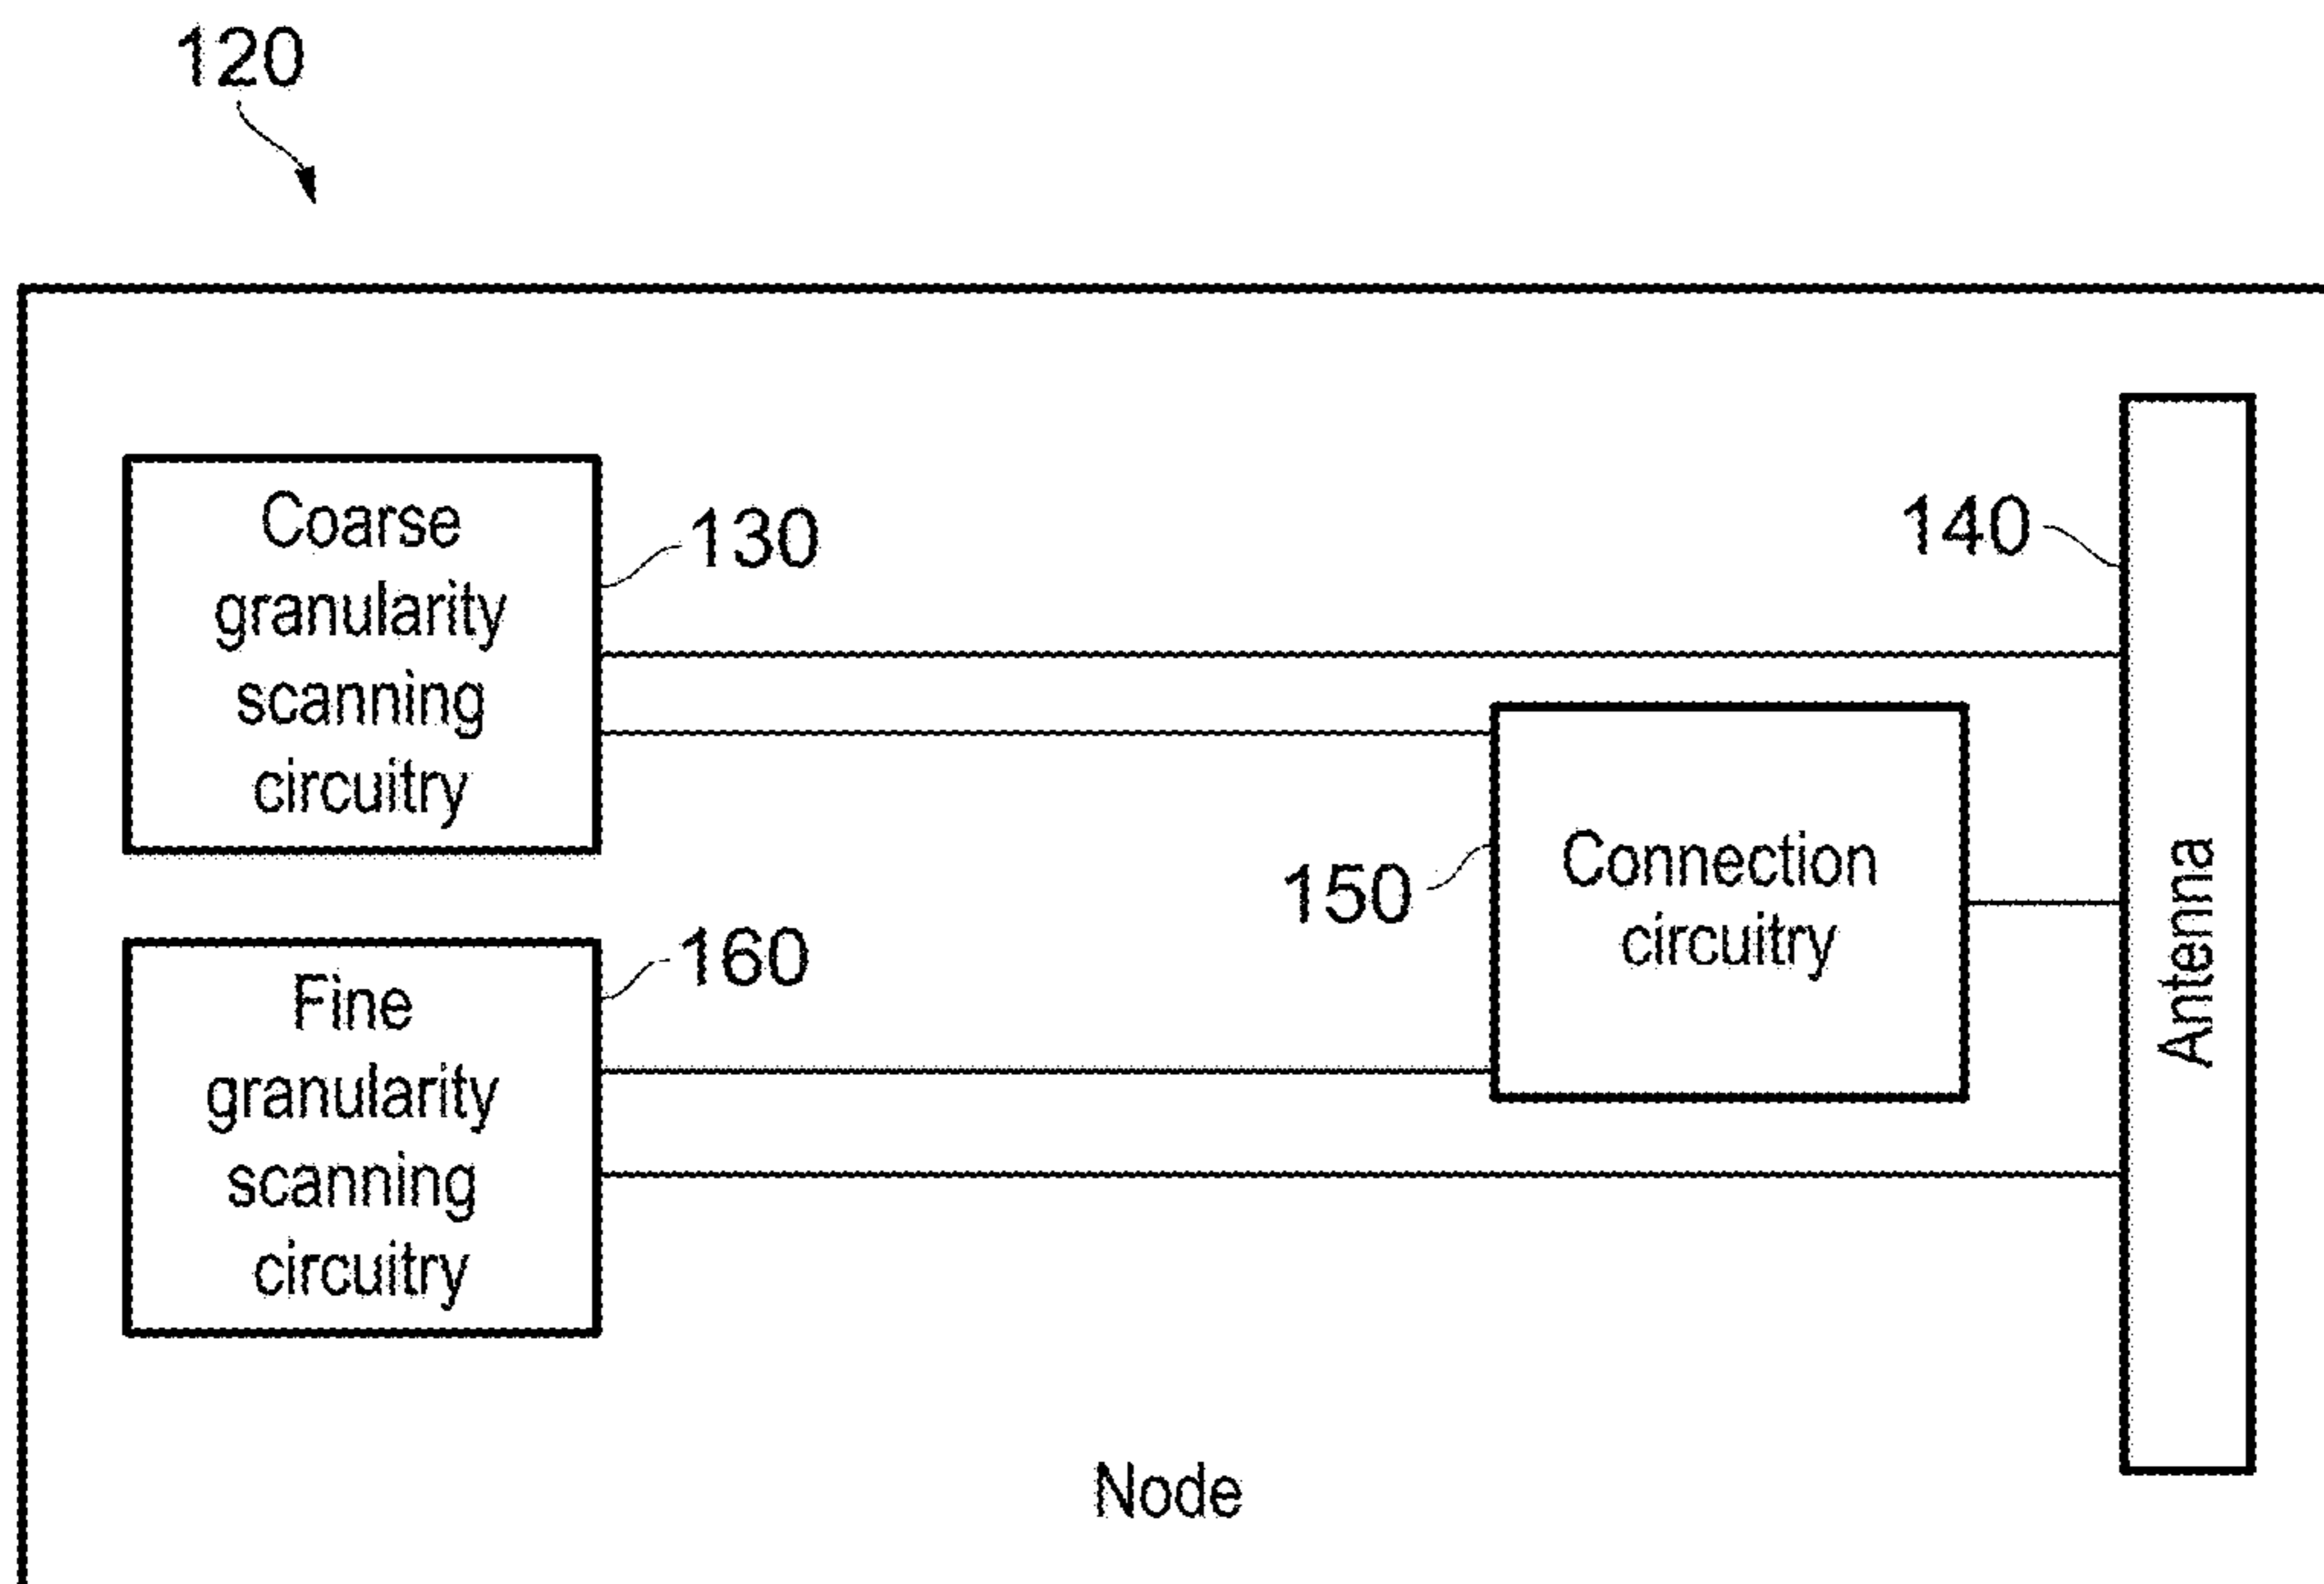 120
Coarse
granularity
scanning
circuitry
130
140
Connection
circuitry
150
Antenna
Fine
granularity
scanning
circuitry
160
Node